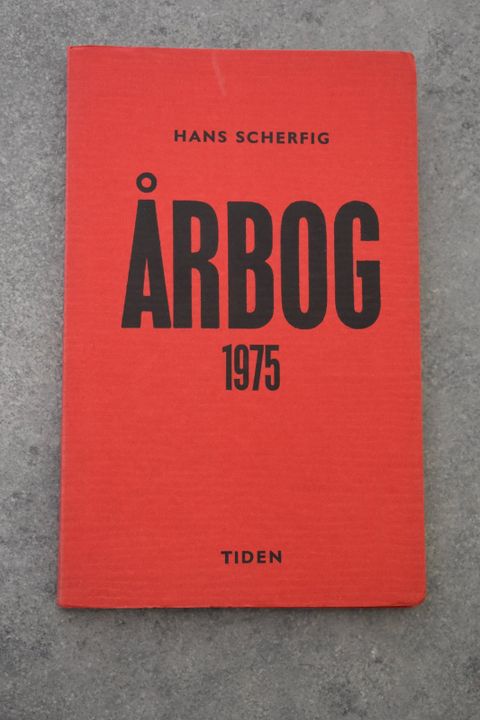 HANS SCHERFIG
ÅRBOG
1975
TIDEN